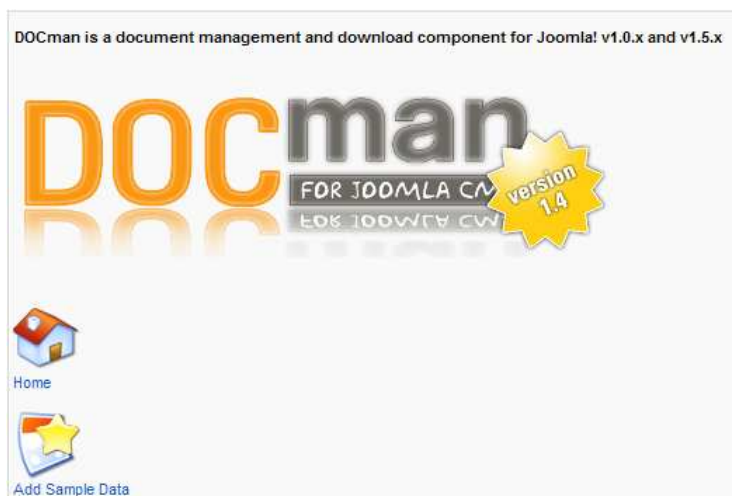 DOCman is a document management and download component for Joomla! v1.0.x and v1.5.x
DOCman
FOR JOOMLA CM
version
1.4
Home
Add Sample Data